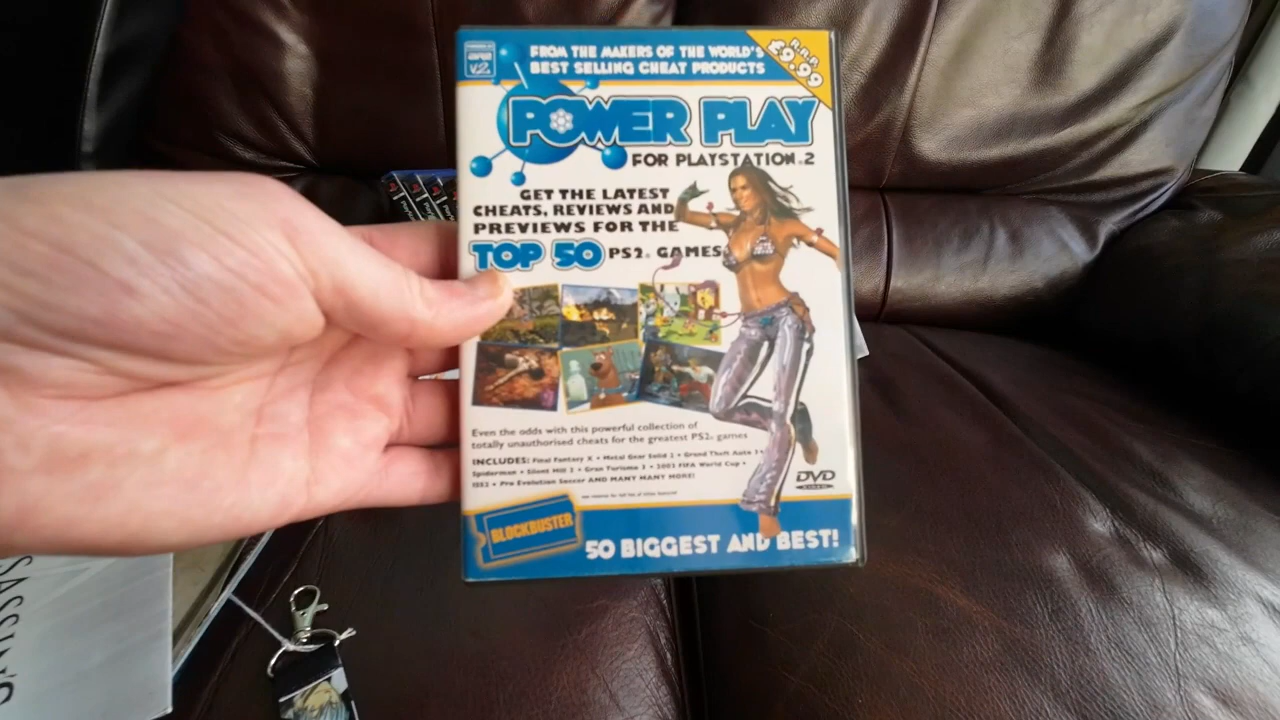 FROM THE MAKERS OF THE WORLD'S
BEST SELLING CHEAT PRODUCTS
R.R.P.
£9.99
V2
POWER PLAY
FOR PLAYSTATION®2
GET THE LATEST
CHEATS, REVIEWS AND
PREVIEWS FOR THE
TOP 50 PS2® GAMES
Even the odds with this powerful collection of
totally unauthorised cheats for the greatest PS2® games
INCLUDES: Final Fantasy X • Metal Gear Solid 2 • Grand Theft Auto 3 •
Spiderman • Silent Hill 2 • Gran Turismo 3 • 2002 FIFA World Cup •
ISS2 • Pro Evolution Soccer AND MANY MANY MORE!
DVD
VIDEO
BLOCKBUSTER
50 BIGGEST AND BEST!